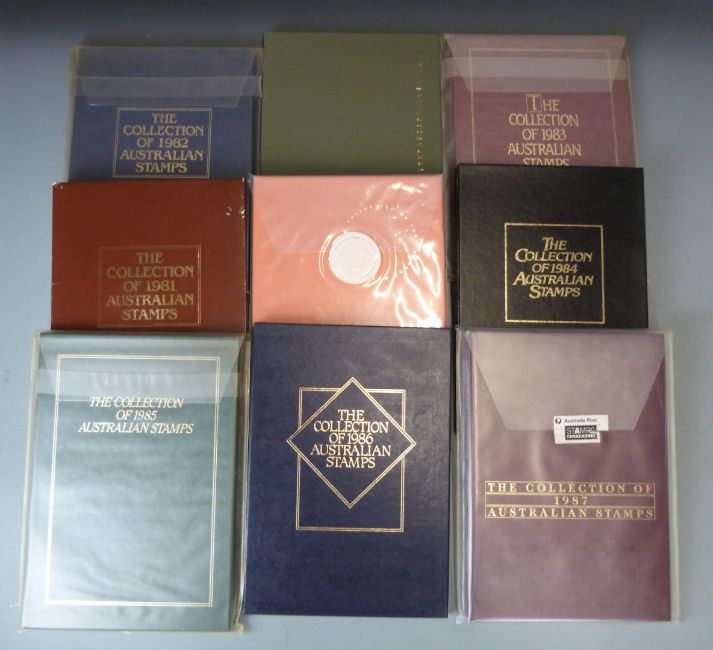 THE
COLLECTION
OF 1982
AUSTRALIAN
STAMPS
THE
COLLECTION
OF 1983
AUSTRALIAN
STAMPS
THE
COLLECTION
OF 1981
AUSTRALIAN
STAMPS
THE
COLLECTION
OF 1984
AUSTRALIAN
STAMPS
THE COLLECTION
OF 1985
AUSTRALIAN STAMPS
THE
COLLECTION
OF 1986
AUSTRALIAN
STAMPS
Australia Post
STAMPS
THE COLLECTION OF
1987
AUSTRALIAN STAMPS